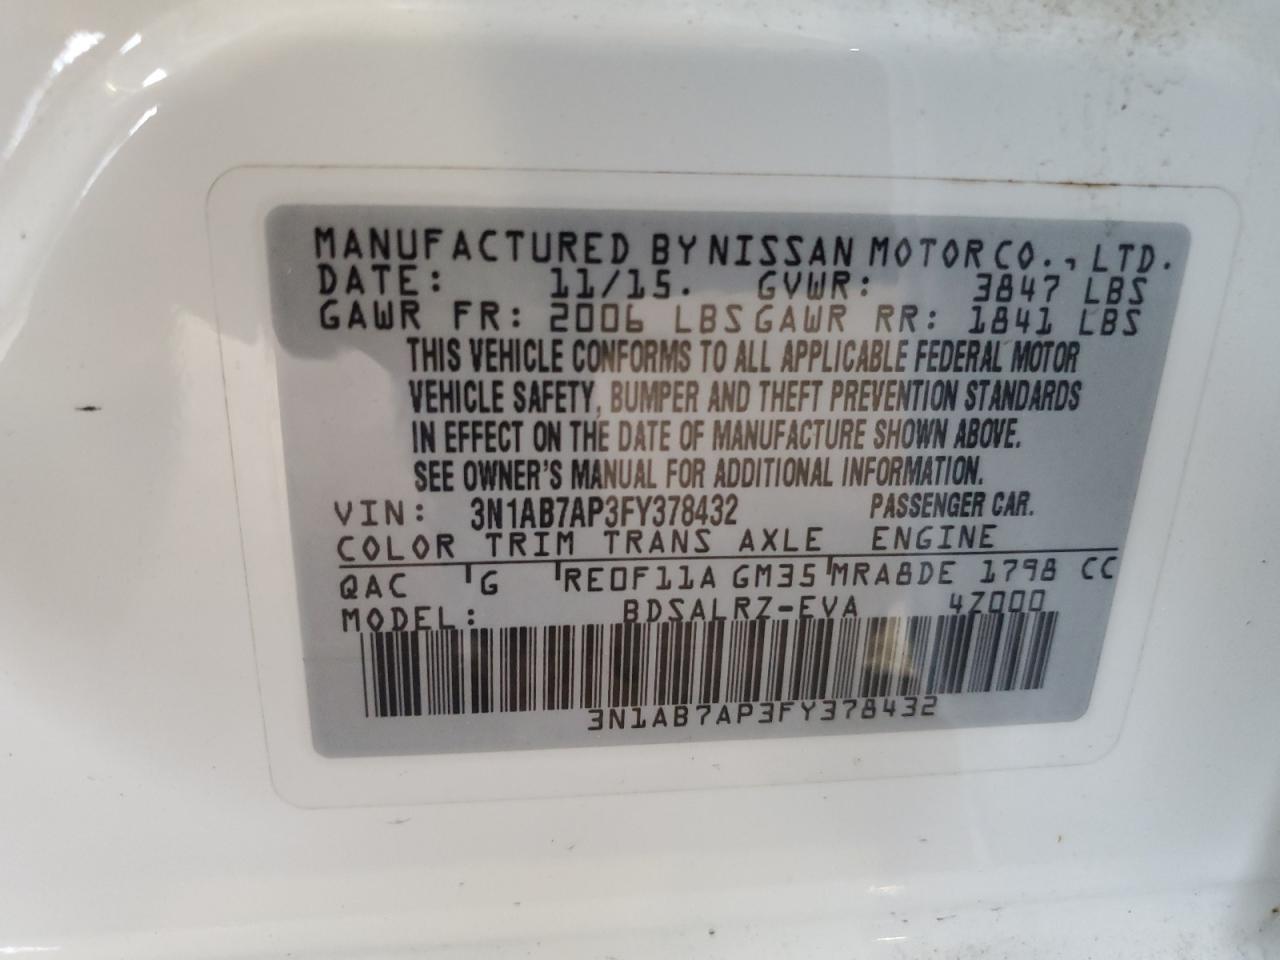 MANUFACTURED BY NISSAN MOTOR CO., LTD.
DATE: 11/15. GVWR: 3847 LBS
GAWR FR: 2006 LBS GAWR RR: 1841 LBS
THIS VEHICLE CONFORMS TO ALL APPLICABLE FEDERAL MOTOR
VEHICLE SAFETY, BUMPER AND THEFT PREVENTION STANDARDS
IN EFFECT ON THE DATE OF MANUFACTURE SHOWN ABOVE.
SEE OWNER'S MANUAL FOR ADDITIONAL INFORMATION.
VIN: 3N1AB7AP3FY378432 PASSENGER CAR.
COLOR TRIM TRANS AXLE ENGINE
QAC G RE0F11A GM35 MRA8DE 1798 CC
MODEL: BDSALRZ-EVA 4Z000
3N1AB7AP3FY378432